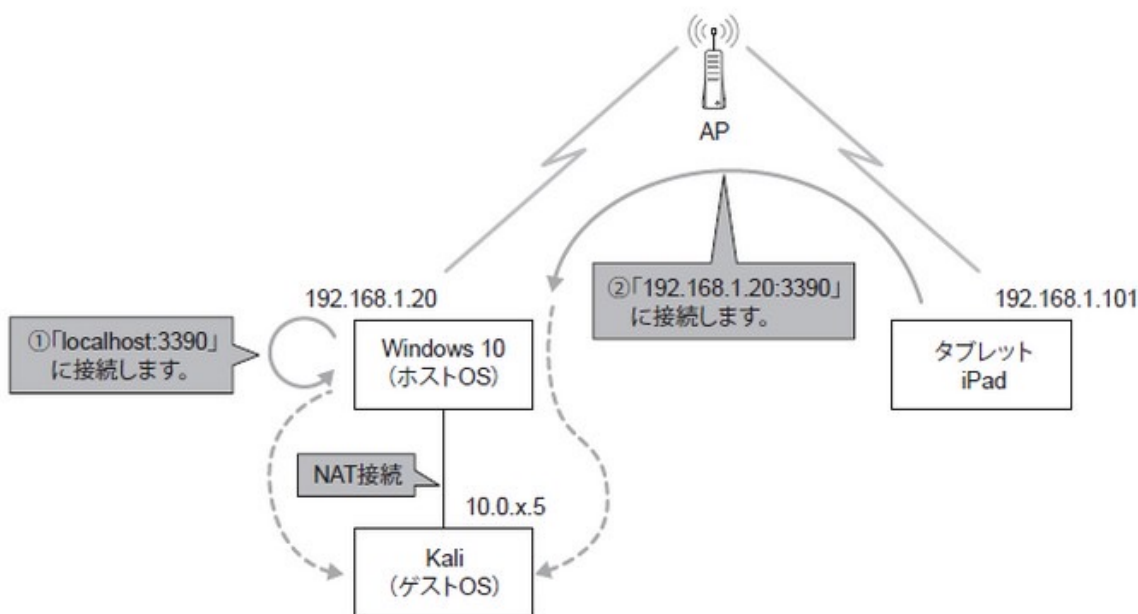 AP
②「192.168.1.20:3390」
に接続します。
192.168.1.20
192.168.1.101
①「localhost:3390」
に接続します。
Windows 10
(ホストOS)
タブレット
iPad
NAT接続
10.0.x.5
Kali
(ゲストOS)